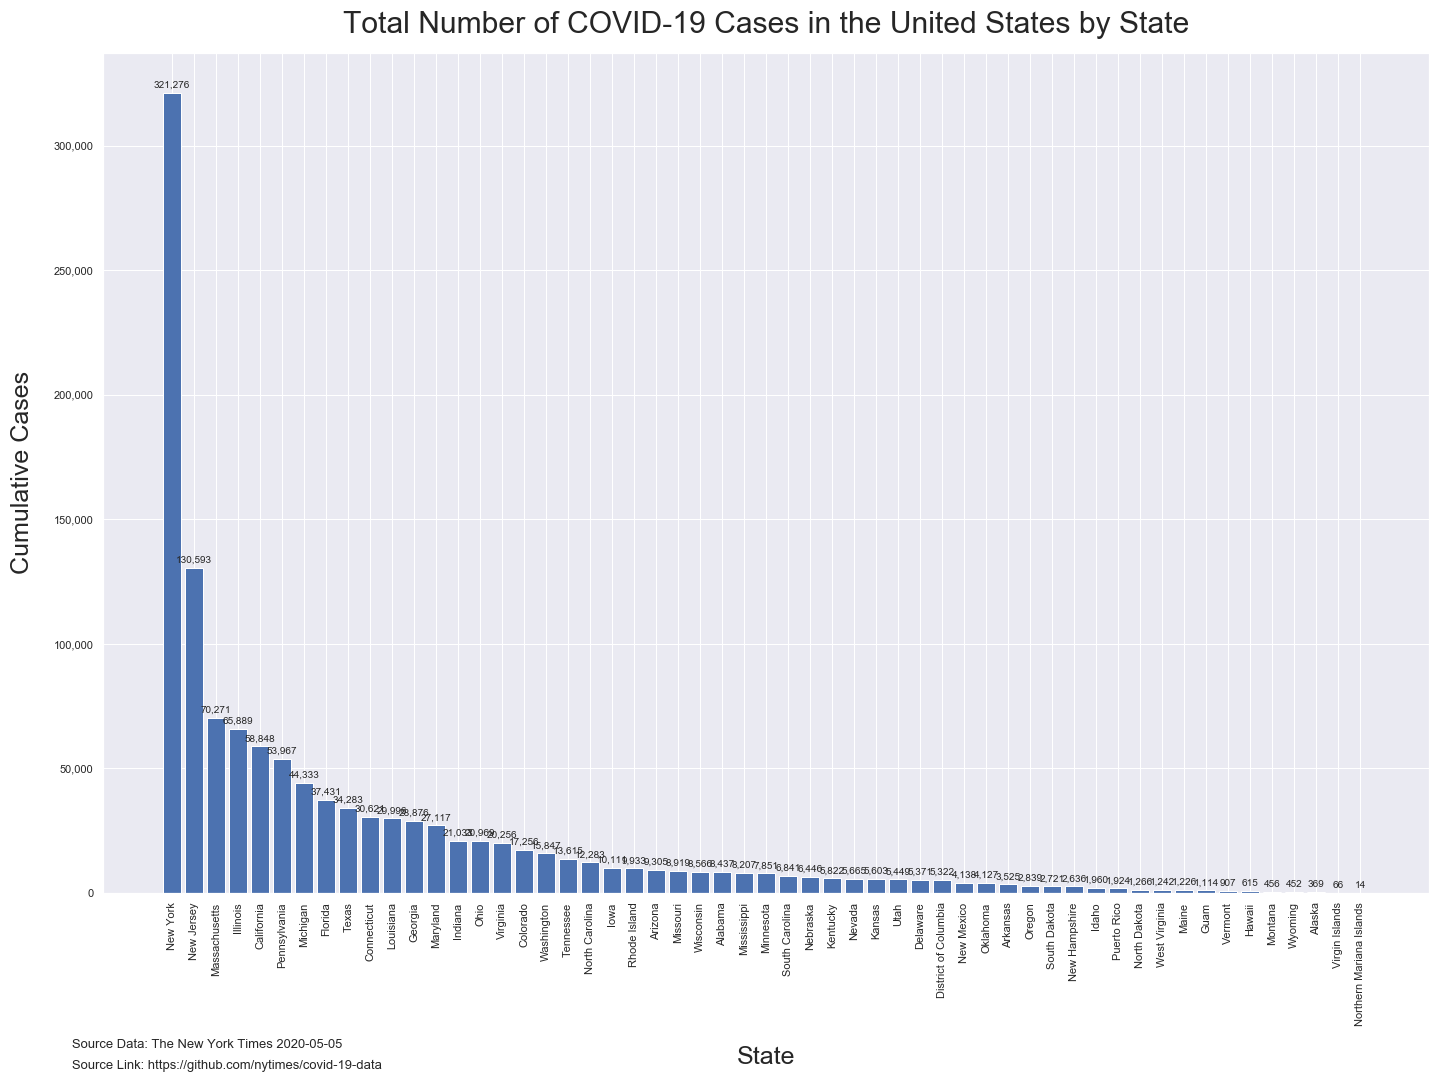 Total Number of COVID-19 Cases in the United States by State
Cumulative Cases
300,000
250,000
200,000
150,000
100,000
50,000
0
321,276
130,593
70,271
65,889
58,848
53,967
44,333
37,431
34,283
30,621
29,996
28,876
27,117
21,033
20,969
20,256
17,256
15,847
13,615
12,283
10,111
9,933
9,305
8,919
8,566
8,437
8,207
7,851
6,841
6,446
5,822
5,665
5,603
5,449
5,371
5,322
4,138
4,127
3,525
2,839
2,721
2,636
1,960
1,924
1,266
1,242
1,226
1,114
907
615
456
452
369
66
14
New York
New Jersey
Massachusetts
Illinois
California
Pennsylvania
Michigan
Florida
Texas
Connecticut
Louisiana
Georgia
Maryland
Indiana
Ohio
Virginia
Colorado
Washington
Tennessee
North Carolina
Iowa
Rhode Island
Arizona
Missouri
Wisconsin
Alabama
Mississippi
Minnesota
South Carolina
Nebraska
Kentucky
Nevada
Kansas
Utah
Delaware
District of Columbia
New Mexico
Oklahoma
Arkansas
Oregon
South Dakota
New Hampshire
Idaho
Puerto Rico
North Dakota
West Virginia
Maine
Guam
Vermont
Hawaii
Montana
Wyoming
Alaska
Virgin Islands
Northern Mariana Islands
State
Source Data: The New York Times 2020-05-05
Source Link: https://github.com/nytimes/covid-19-data